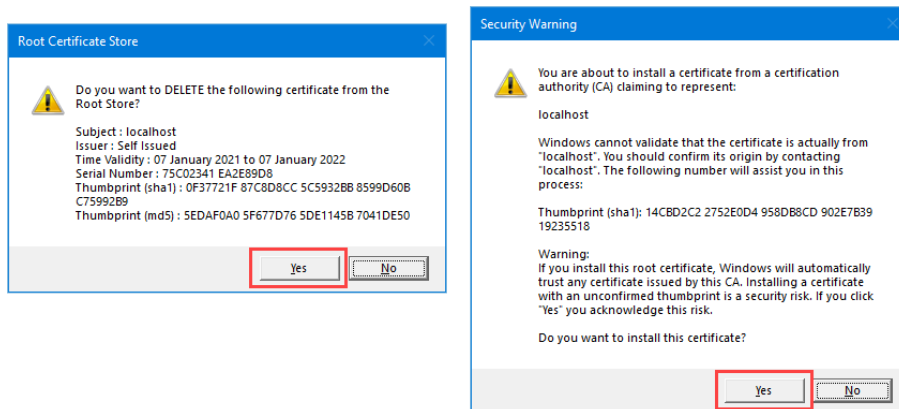 Root Certificate Store
Do you want to DELETE the following certificate from the
Root Store?
Subject : localhost
Issuer : Self Issued
Time Validity : 07 January 2021 to 07 January 2022
Serial Number : 75C02341 EA2E89D8
Thumbprint (sha1) : 0F37721F 87C8D8CC 5C5932BB 8599D60B
C75992B9
Thumbprint (md5) : 5EDAF0A0 5F677D76 5DE1145B 7041DE50
Yes
No
Security Warning
You are about to install a certificate from a certification
authority (CA) claiming to represent:
localhost
Windows cannot validate that the certificate is actually from
"localhost". You should confirm its origin by contacting
"localhost". The following number will assist you in this
process:
Thumbprint (sha1): 14CBD2C2 2752E0D4 958DB8CD 902E7B39
19235518
Warning:
If you install this root certificate, Windows will automatically
trust any certificate issued by this CA. Installing a certificate
with an unconfirmed thumbprint is a security risk. If you click
"Yes" you acknowledge this risk.
Do you want to install this certificate?
Yes
No